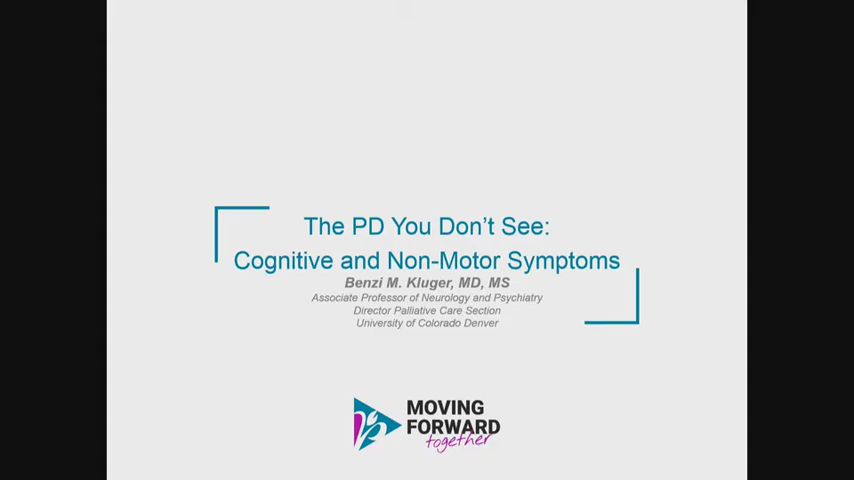 The PD You Don't See:
Cognitive and Non-Motor Symptoms
Benzi M. Kluger, MD, MS
Associate Professor of Neurology and Psychiatry
Director Palliative Care Section
University of Colorado Denver
MOVING
FORWARD
together